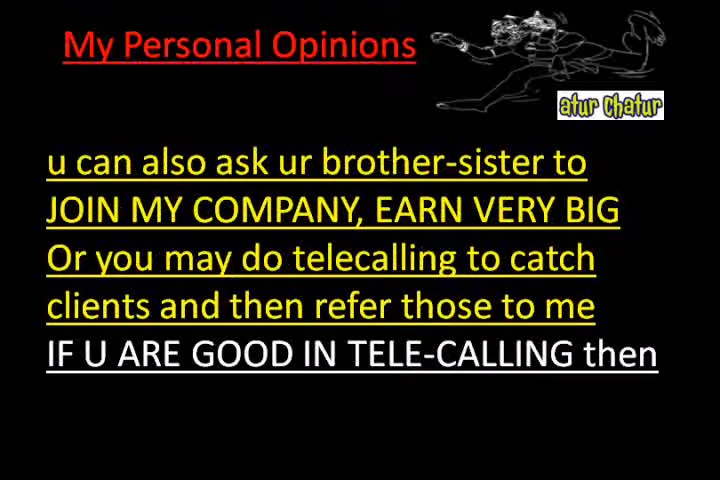 My Personal Opinions
atur Chatur
u can also ask ur brother-sister to
JOIN MY COMPANY, EARN VERY BIG
Or you may do telecalling to catch
clients and then refer those to me
IF U ARE GOOD IN TELE-CALLING then